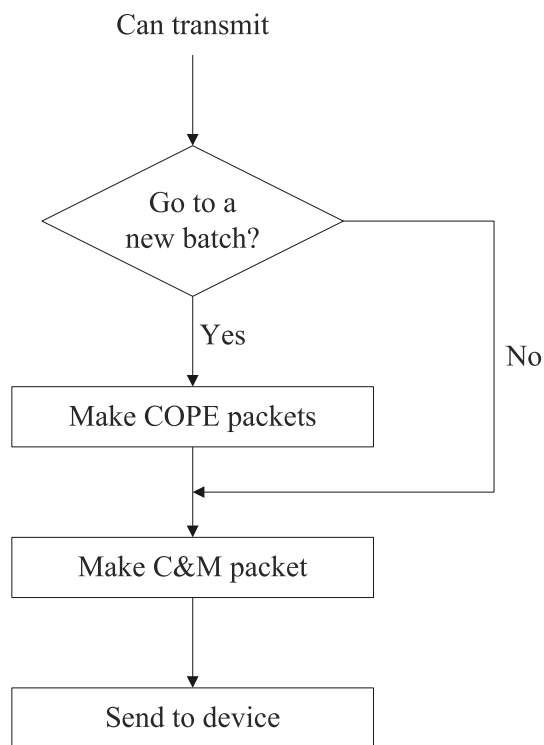 Can transmit
Go to a
new batch?
Yes
No
Make COPE packets
Make C&M packet
Send to device